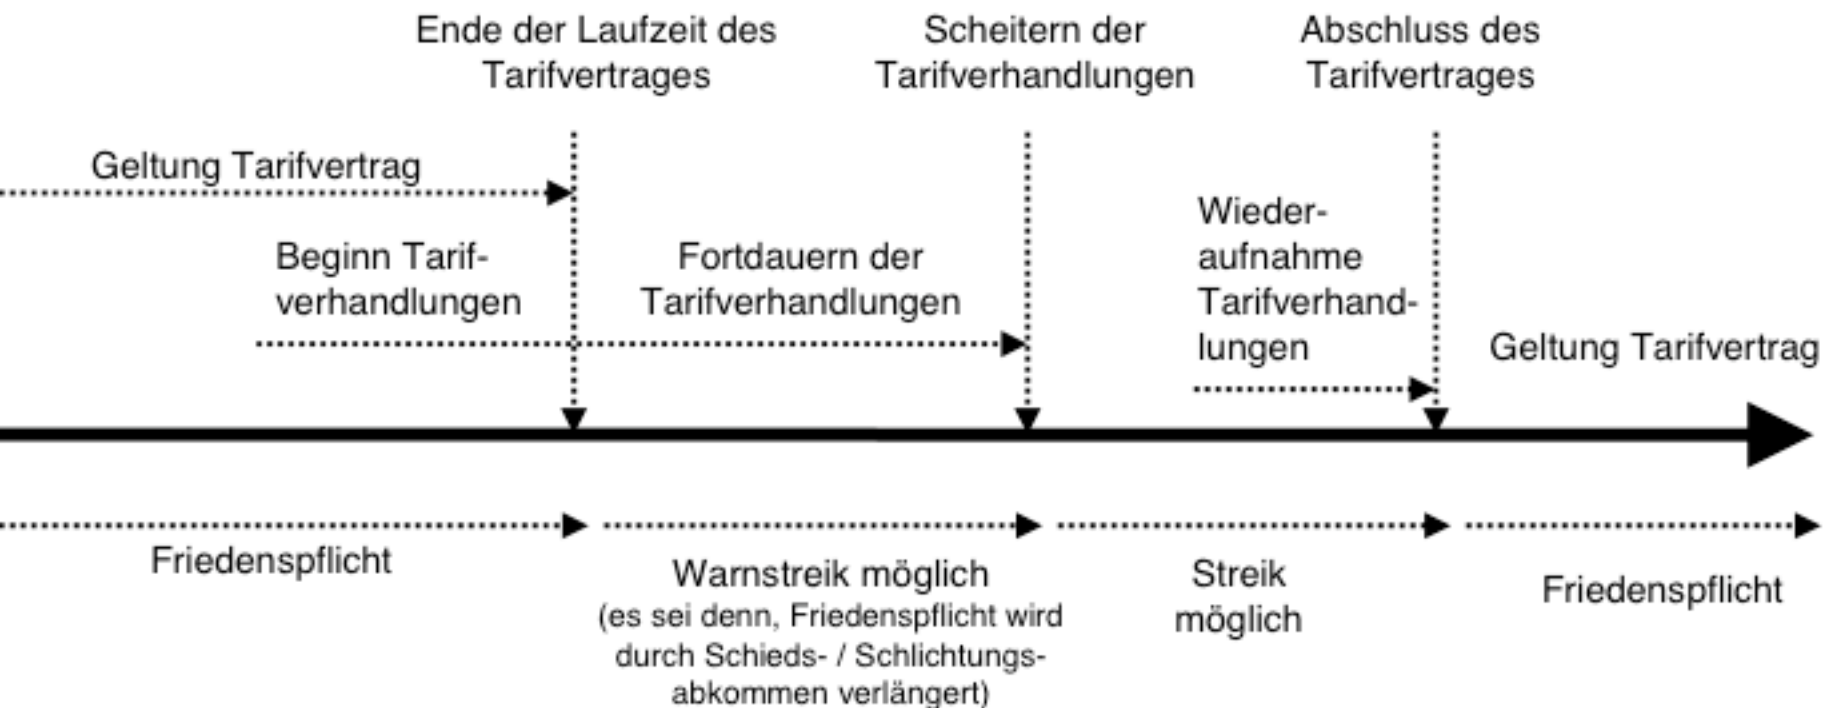 Ende der Laufzeit des
Tarifvertrages
Scheitern der
Tarifverhandlungen
Abschluss des
Tarifvertrages
Geltung Tarifvertrag
Beginn Tarif-
verhandlungen
Fortdauern der
Tarifverhandlungen
Wieder-
aufnahme
Tarifverhand-
lungen
Geltung Tarifvertrag
Friedenspflicht
Warnstreik möglich
(es sei denn, Friedenspflicht wird
durch Schieds- / Schlichtungs-
abkommen verlängert)
Streik
möglich
Friedenspflicht